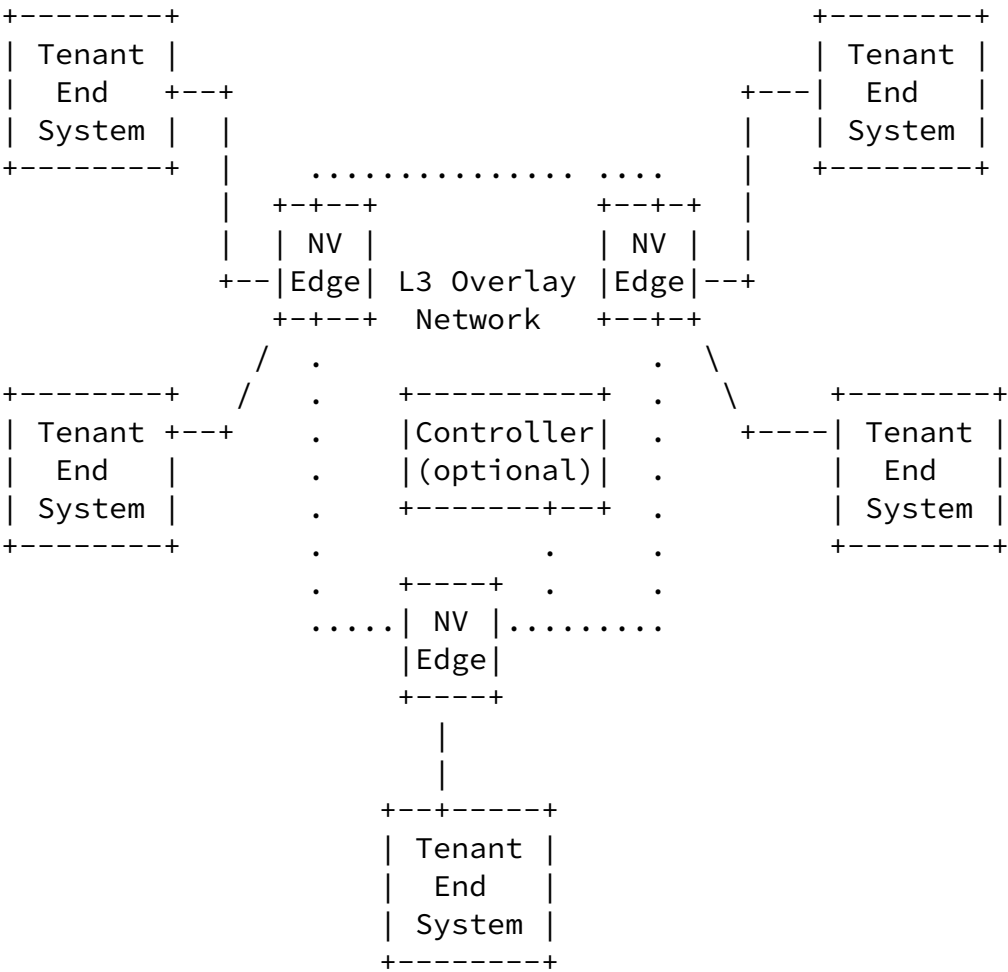 Tenant
End
System
Tenant
End
System
NV
Edge
L3 Overlay
Network
NV
Edge
Tenant
End
System
Controller
(optional)
Tenant
End
System
NV
Edge
Tenant
End
System